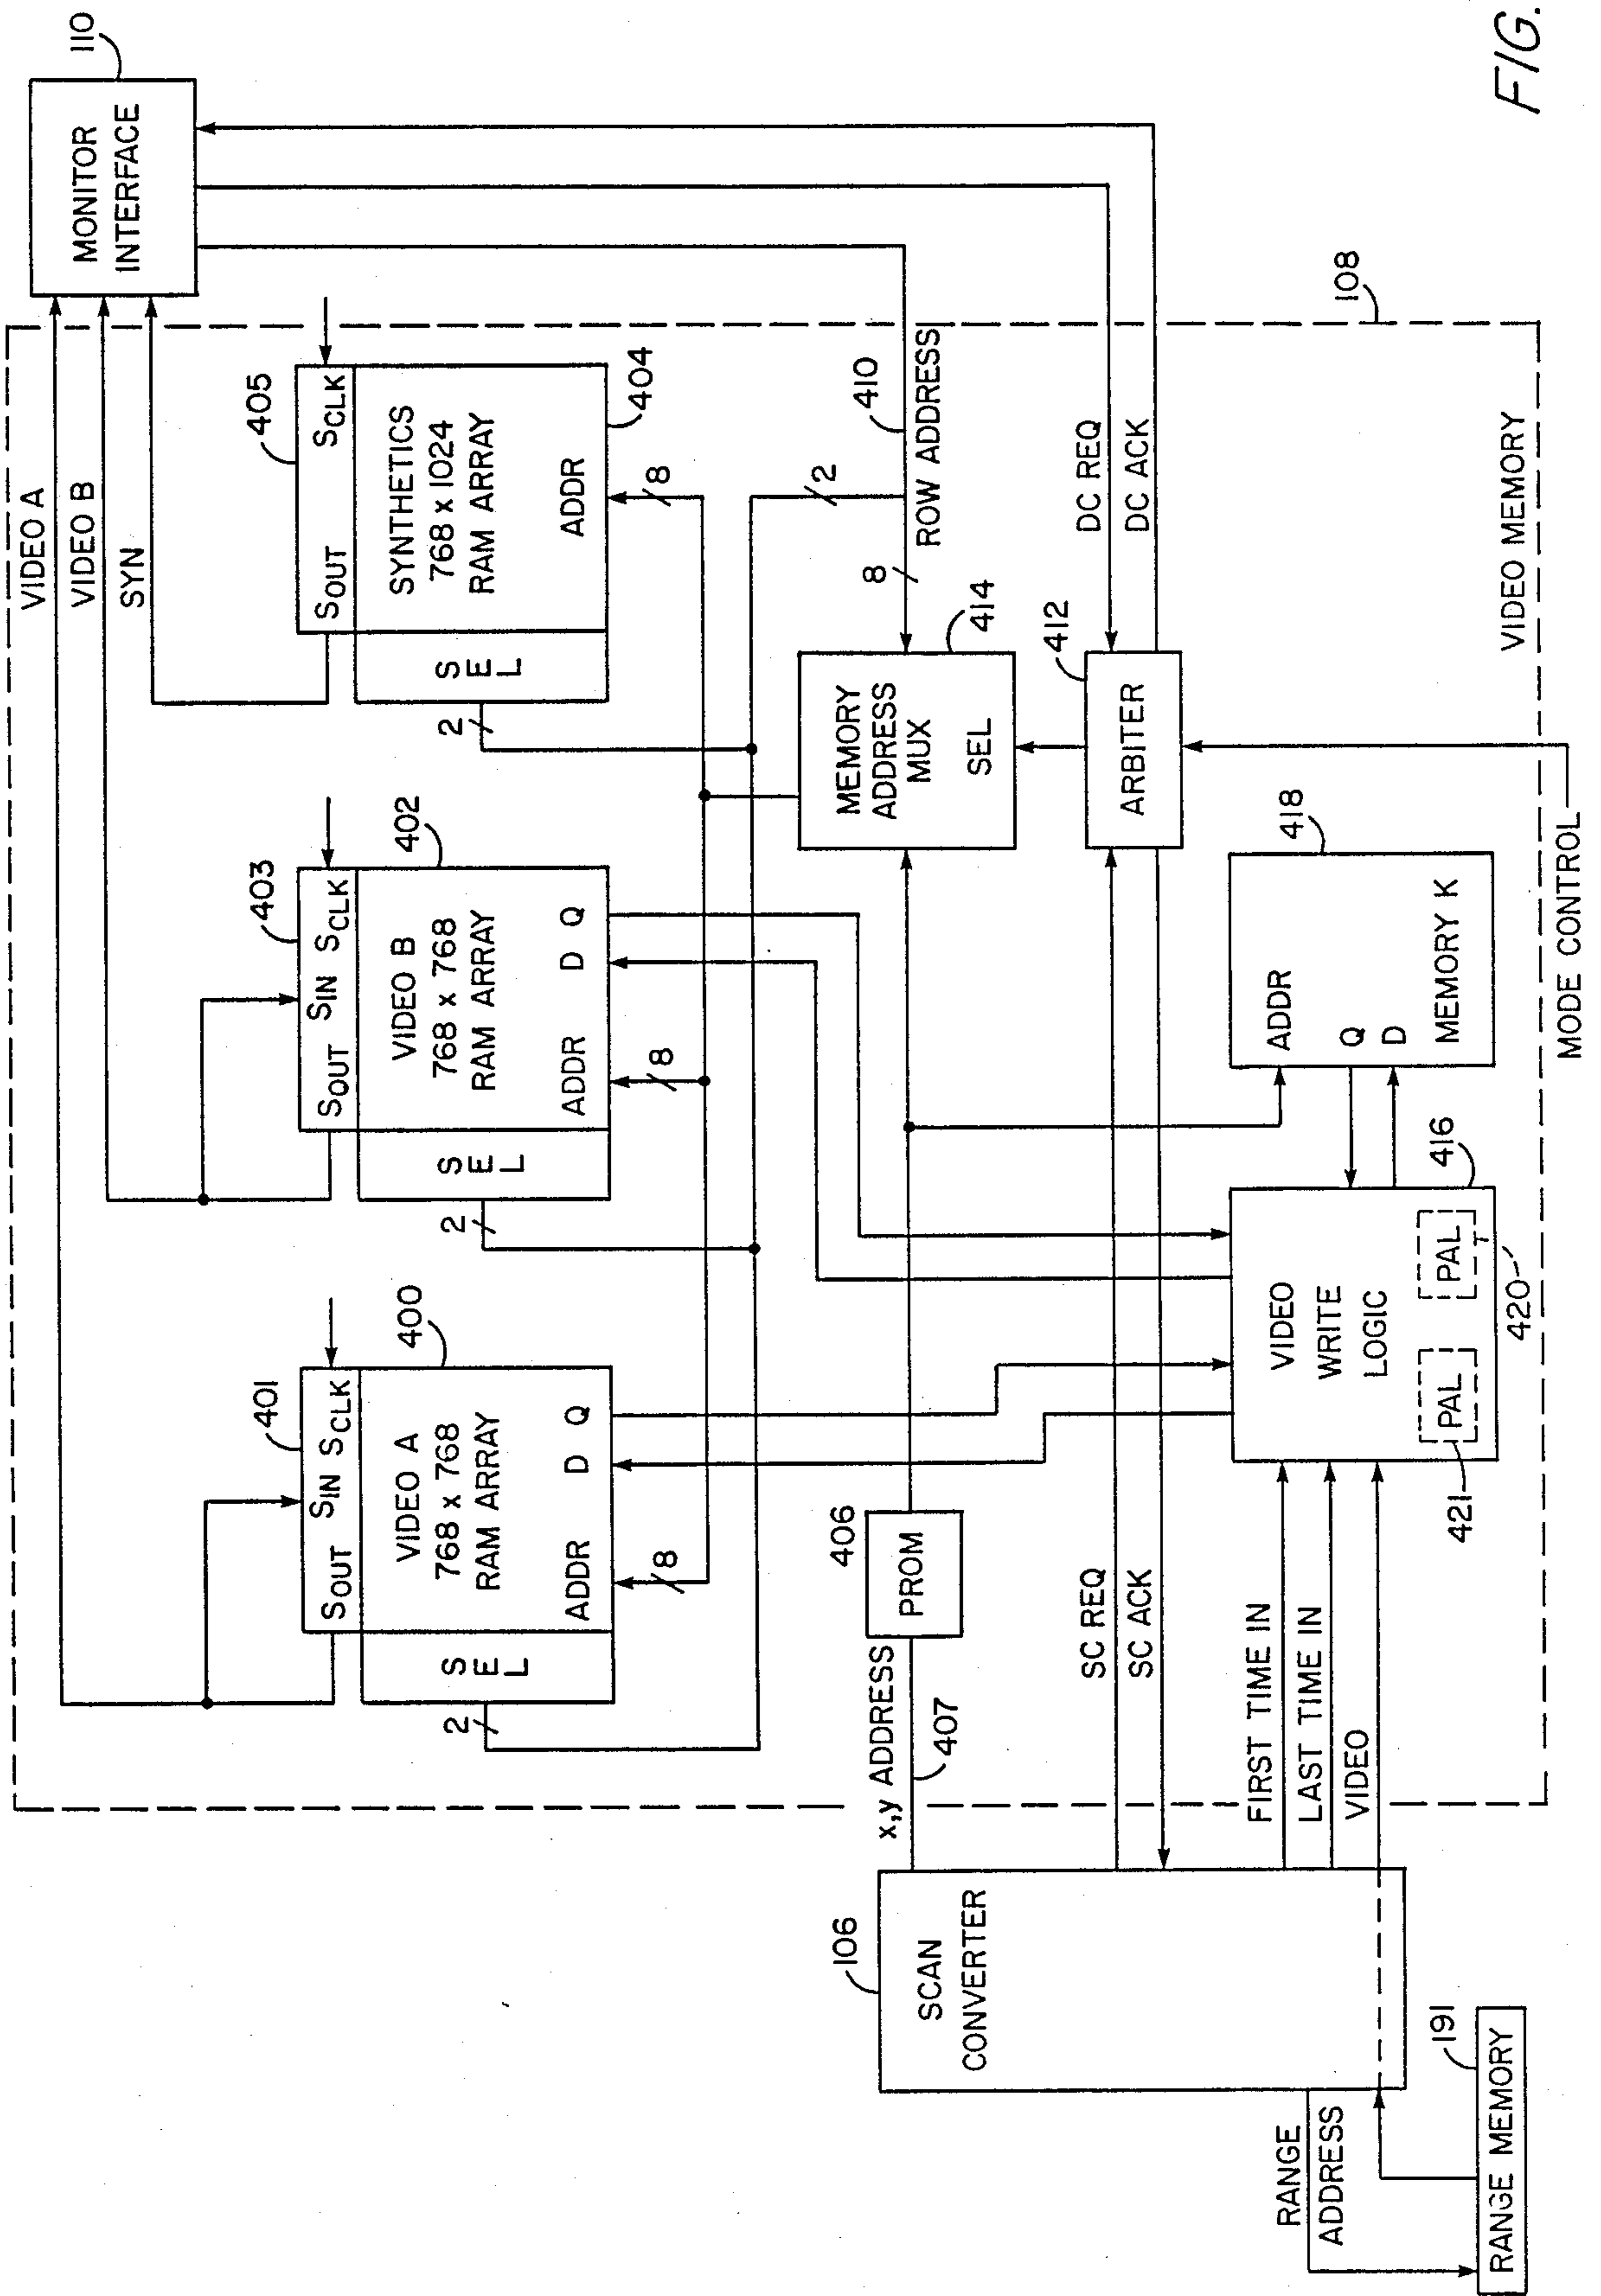 VIDEO A
VIDEO B
SYN
110
MONITOR
INTERFACE
401
SOUT SIN SCLK
400
VIDEO A
768 x 768
RAM ARRAY
ADDR D Q
SEL
2
8
403
SOUT SIN SCLK
402
VIDEO B
768 x 768
RAM ARRAY
ADDR D Q
SEL
2
8
405
SOUT SCLK
SYNTHETICS
768 x 1024
RAM ARRAY
404
ADDR
SEL
2
8
2
410
ROW ADDRESS
8
x,y ADDRESS
407
406
PROM
MEMORY
ADDRESS
MUX
SEL
414
412
ARBITER
DC REQ
DC ACK
108
SC REQ
SC ACK
106
SCAN
CONVERTER
FIRST TIME IN
LAST TIME IN
VIDEO
VIDEO
WRITE
LOGIC
416
PAL
PAL
421
420
418
ADDR
Q
D
MEMORY K
VIDEO MEMORY
MODE CONTROL
RANGE
ADDRESS
191
RANGE MEMORY
FIG.